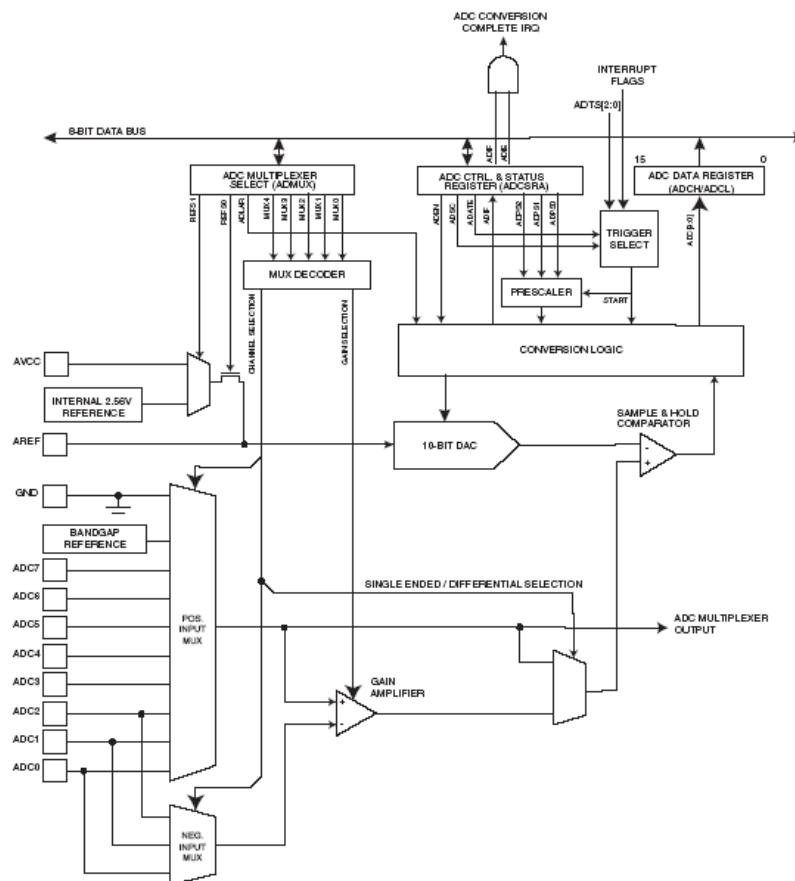 ADC CONVERSION
COMPLETE IRQ
INTERRUPT
FLAGS
ADTS[2:0]
8-BIT DATA BUS
ADIF
ADIE
15
0
ADC MULTIPLEXER
SELECT (ADMUX)
ADC CTRL. & STATUS
REGISTER (ADCSRA)
ADC DATA REGISTER
(ADCH/ADCL)
REFS1
REFS0
ADLAR
MUX4
MUX3
MUX2
MUX1
MUX0
ADEN
ADSC
ADATE
ADIF
ADPS2
ADPS1
ADPS0
TRIGGER
SELECT
ADC[9:0]
MUX DECODER
PRESCALER
START
CHANNEL SELECTION
GAIN SELECTION
CONVERSION LOGIC
AVCC
INTERNAL 2.56V
REFERENCE
SAMPLE & HOLD
COMPARATOR
AREF
10-BIT DAC
-
+
GND
BANDGAP
REFERENCE
ADC7
SINGLE ENDED / DIFFERENTIAL SELECTION
ADC6
ADC5
POS.
INPUT
MUX
ADC MULTIPLEXER
OUTPUT
ADC4
ADC3
GAIN
AMPLIFIER
ADC2
+
-
ADC1
ADC0
NEG.
INPUT
MUX